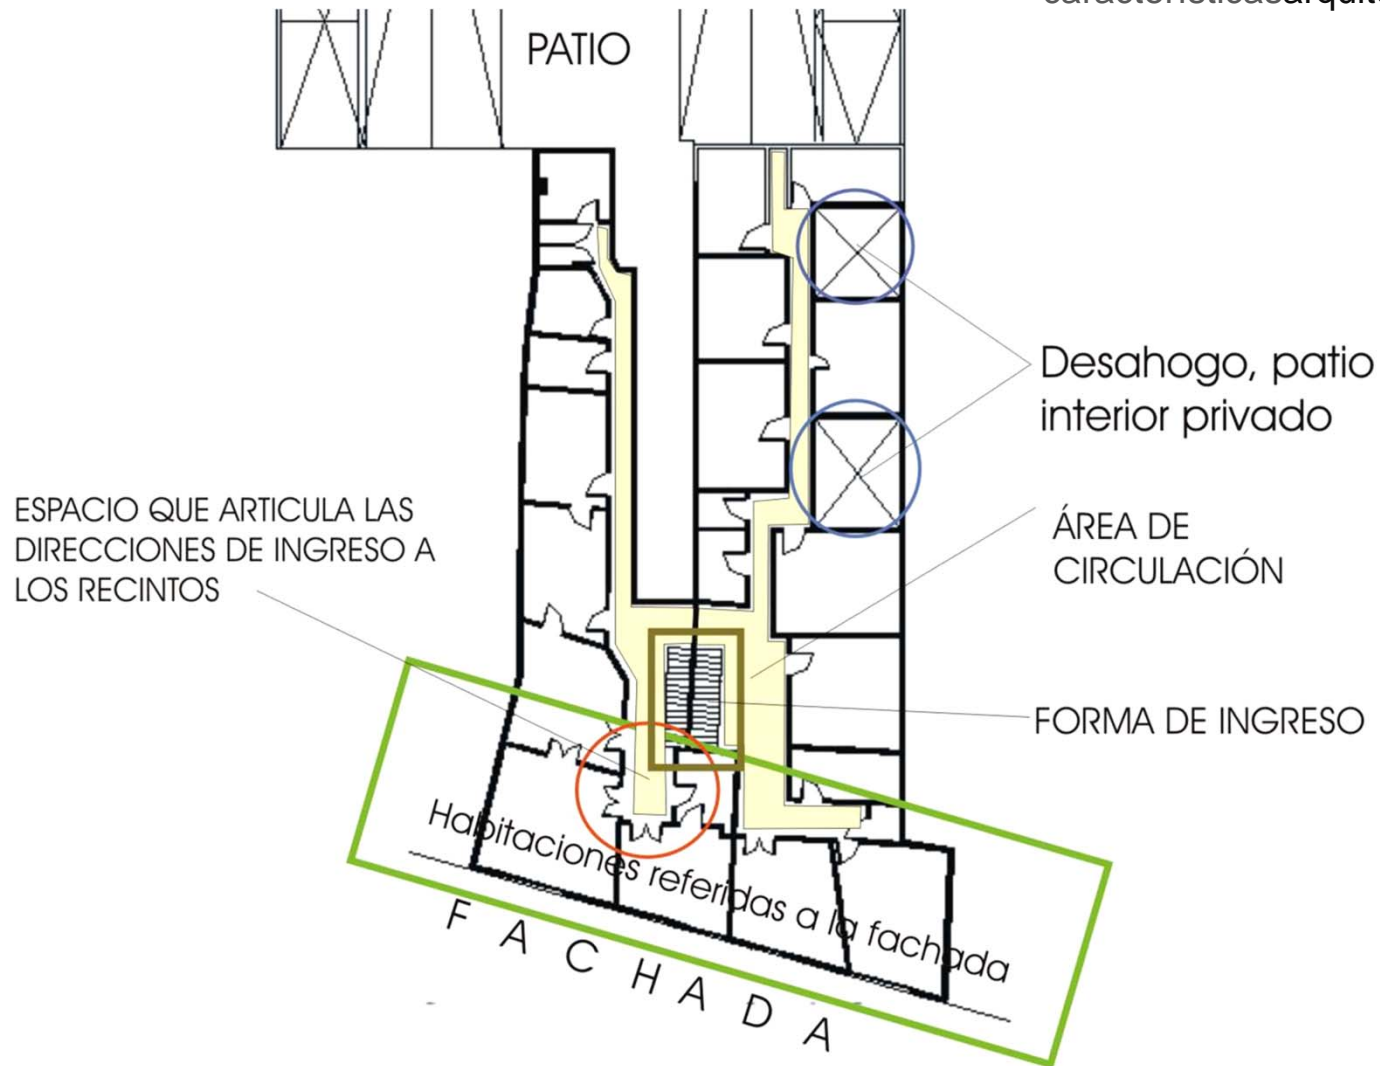 PATIO
Desahogo, patio
interior privado
ESPACIO QUE ARTICULA LAS
DIRECCIONES DE INGRESO A
LOS RECINTOS
ÁREA DE
CIRCULACIÓN
FORMA DE INGRESO
Habitaciones referidas a la fachada
FACHADA